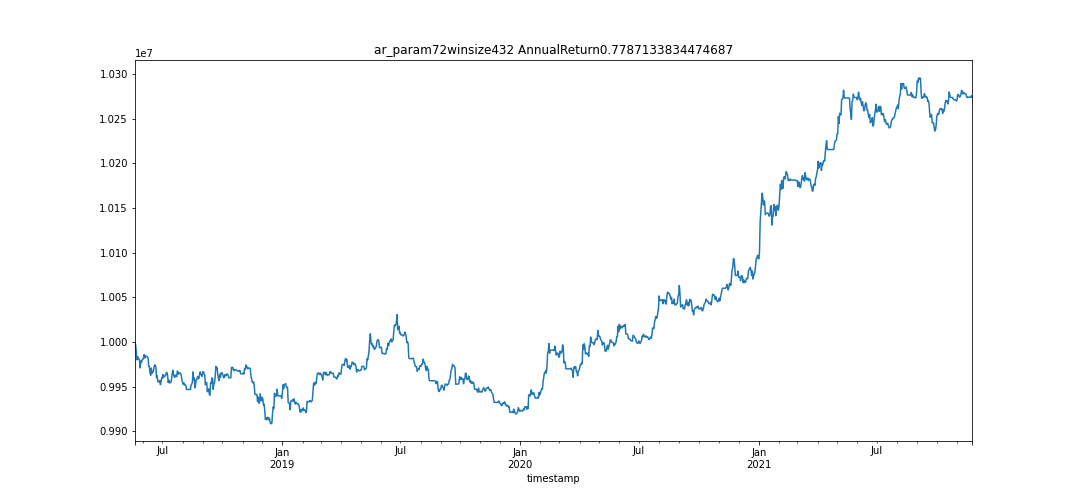 ar_param72winsize432 AnnualReturn0.7787133834474687
1e7
1.030
1.025
1.020
1.015
1.010
1.005
1.000
0.995
0.990
Jul Jan Jul Jan Jul Jan Jul
2019 2020 2021
timestamp